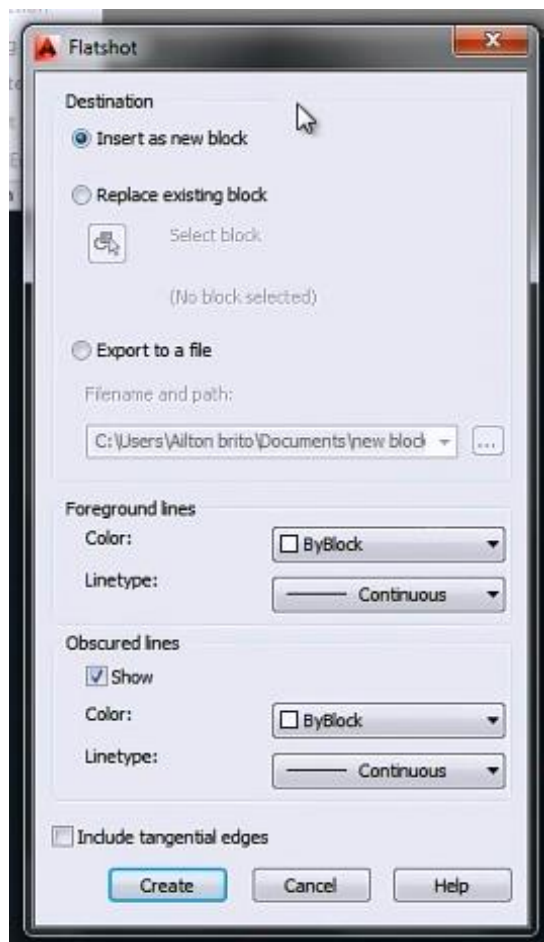 Flatshot
Destination
Insert as new block
Replace existing block
Select block
(No block selected)
Export to a file
Filename and path:
C:\Users\Ailton brito\Documents\new block
...
Foreground lines
Color:
ByBlock
Linetype:
Continuous
Obscured lines
Show
Color:
ByBlock
Linetype:
Continuous
Include tangential edges
Create Cancel Help